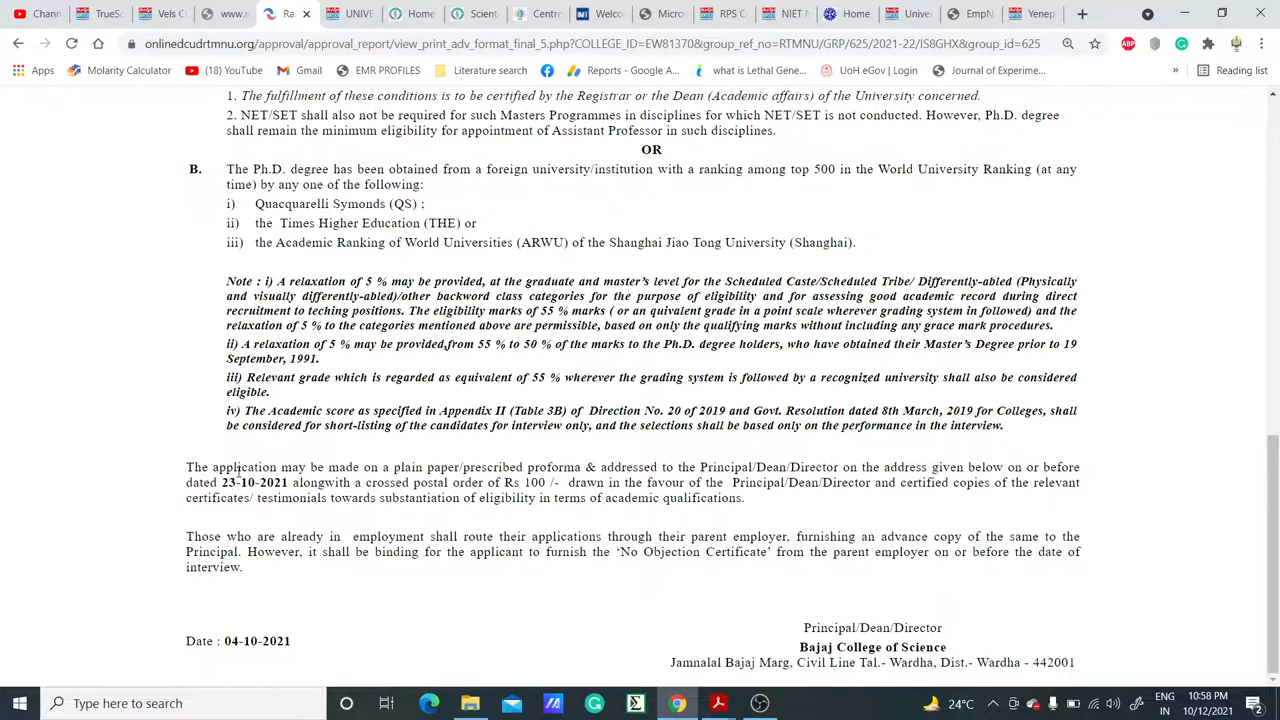 Chann
TrueSc
Vels C
www.n
Ra
UNIVE
Home
Scient
Centre
Welco
Micro
RPS C
NIET N
Home
Univer
EmpN
Yenep
onlinecudrtmnu.org/approval/approval_report/view_print_adv_format_final_5.php?COLLEGE_ID=EW81370&group_ref_no=RTMNU/GRP/625/2021-22/IS8GHX&group_id=625
Apps
Molarity Calculator
(18) YouTube
Gmail
EMR PROFILES
Literature search
Reports - Google A...
what is Lethal Gene...
UoH eGov | Login
Journal of Experime...
»
Reading list
1. The fulfillment of these conditions is to be certified by the Registrar or the Dean (Academic affairs) of the University concerned.
2. NET/SET shall also not be required for such Masters Programmes in disciplines for which NET/SET is not conducted. However, Ph.D. degree
shall remain the minimum eligibility for appointment of Assistant Professor in such disciplines.
OR
B. The Ph.D. degree has been obtained from a foreign university/institution with a ranking among top 500 in the World University Ranking (at any
time) by any one of the following:
i) Quacquarelli Symonds (QS) ;
ii) the Times Higher Education (THE) or
iii) the Academic Ranking of World Universities (ARWU) of the Shanghai Jiao Tong University (Shanghai).
Note : i) A relaxation of 5 % may be provided, at the graduate and master's level for the Scheduled Caste/Scheduled Tribe/ Differently-abled (Physically
and visually differently-abled)/other backword class categories for the purpose of eligibility and for assessing good academic record during direct
recruitment to teching positions. The eligibility marks of 55 % marks ( or an quivalent grade in a point scale wherever grading system in followed) and the
relaxation of 5 % to the categories mentioned above are permissible, based on only the qualifying marks without including any grace mark procedures.
ii) A relaxation of 5 % may be provided,from 55 % to 50 % of the marks to the Ph.D. degree holders, who have obtained their Master's Degree prior to 19
September, 1991.
iii) Relevant grade which is regarded as equivalent of 55 % wherever the grading system is followed by a recognized university shall also be considered
eligible.
iv) The Academic score as specified in Appendix II (Table 3B) of Direction No. 20 of 2019 and Govt. Resolution dated 8th March, 2019 for Colleges, shall
be considered for short-listing of the candidates for interview only, and the selections shall be based only on the performance in the interview.
The application may be made on a plain paper/prescribed proforma & addressed to the Principal/Dean/Director on the address given below on or before
dated 23-10-2021 alongwith a crossed postal order of Rs 100 /- drawn in the favour of the Principal/Dean/Director and certified copies of the relevant
certificates/ testimonials towards substantiation of eligibility in terms of academic qualifications.
Those who are already in employment shall route their applications through their parent employer, furnishing an advance copy of the same to the
Principal. However, it shall be binding for the applicant to furnish the 'No Objection Certificate' from the parent employer on or before the date of
interview.
Principal/Dean/Director
Date : 04-10-2021
Bajaj College of Science
Jamnalal Bajaj Marg, Civil Line Tal.- Wardha, Dist.- Wardha - 442001
Type here to search
24°C
ENG
IN
10:58 PM
10/12/2021
2